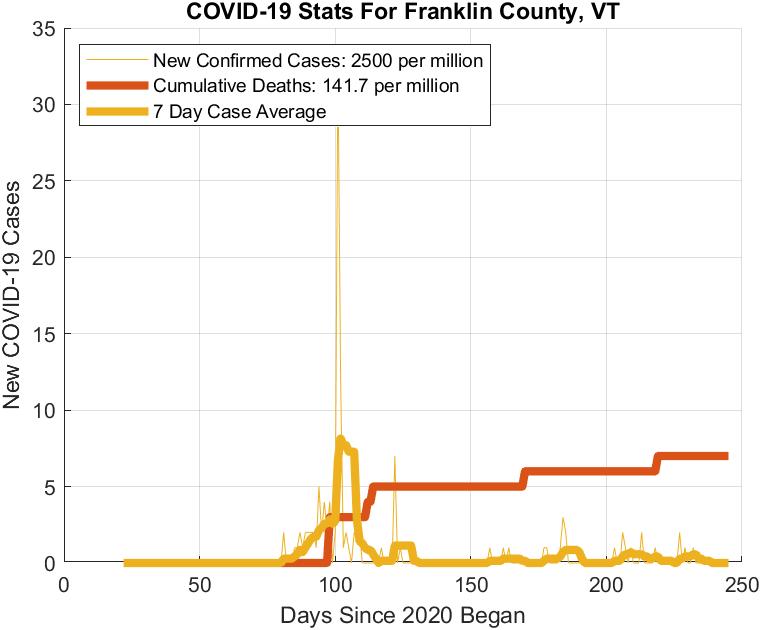 COVID-19 Stats For Franklin County, VT
35
30
25
20
15
10
5
0
New COVID-19 Cases
New Confirmed Cases: 2500 per million
Cumulative Deaths: 141.7 per million
7 Day Case Average
0 50 100 150 200 250
Days Since 2020 Began